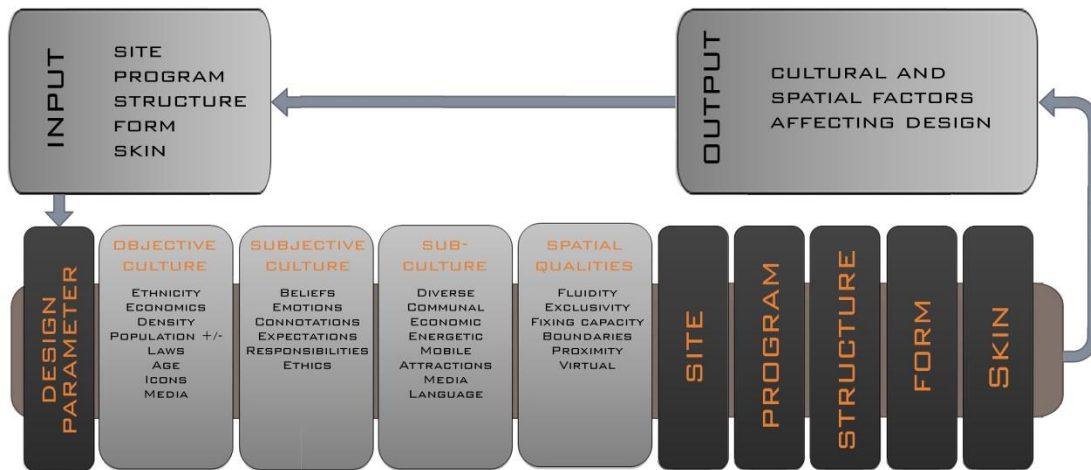 INPUT
SITE
PROGRAM
STRUCTURE
FORM
SKIN
OUTPUT
CULTURAL AND
SPATIAL FACTORS
AFFECTING DESIGN
DESIGN
PARAMETER
OBJECTIVE
CULTURE
ETHNICITY
ECONOMICS
DENSITY
POPULATION +/-
LAWS
AGE
ICONS
MEDIA
SUBJECTIVE
CULTURE
BELIEFS
EMOTIONS
CONNOTATIONS
EXPECTATIONS
RESPONSIBILITIES
ETHICS
SUB-
CULTURE
DIVERSE
COMMUNAL
ECONOMIC
ENERGETIC
MOBILE
ATTRACTIONS
MEDIA
LANGUAGE
SPATIAL
QUALITIES
FLUIDITY
EXCLUSIVITY
FIXING CAPACITY
BOUNDARIES
PROXIMITY
VIRTUAL
SITE
PROGRAM
STRUCTURE
FORM
SKIN